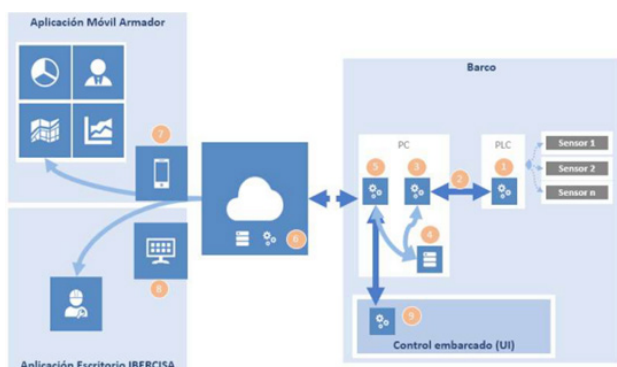 Aplicación Móvil Armador
7
Aplicación Escritorio IBERCISA
8
6
Barco
PC
5
3
4
2
PLC
1
Sensor 1
Sensor 2
Sensor n
9
Control embarcado (UI)